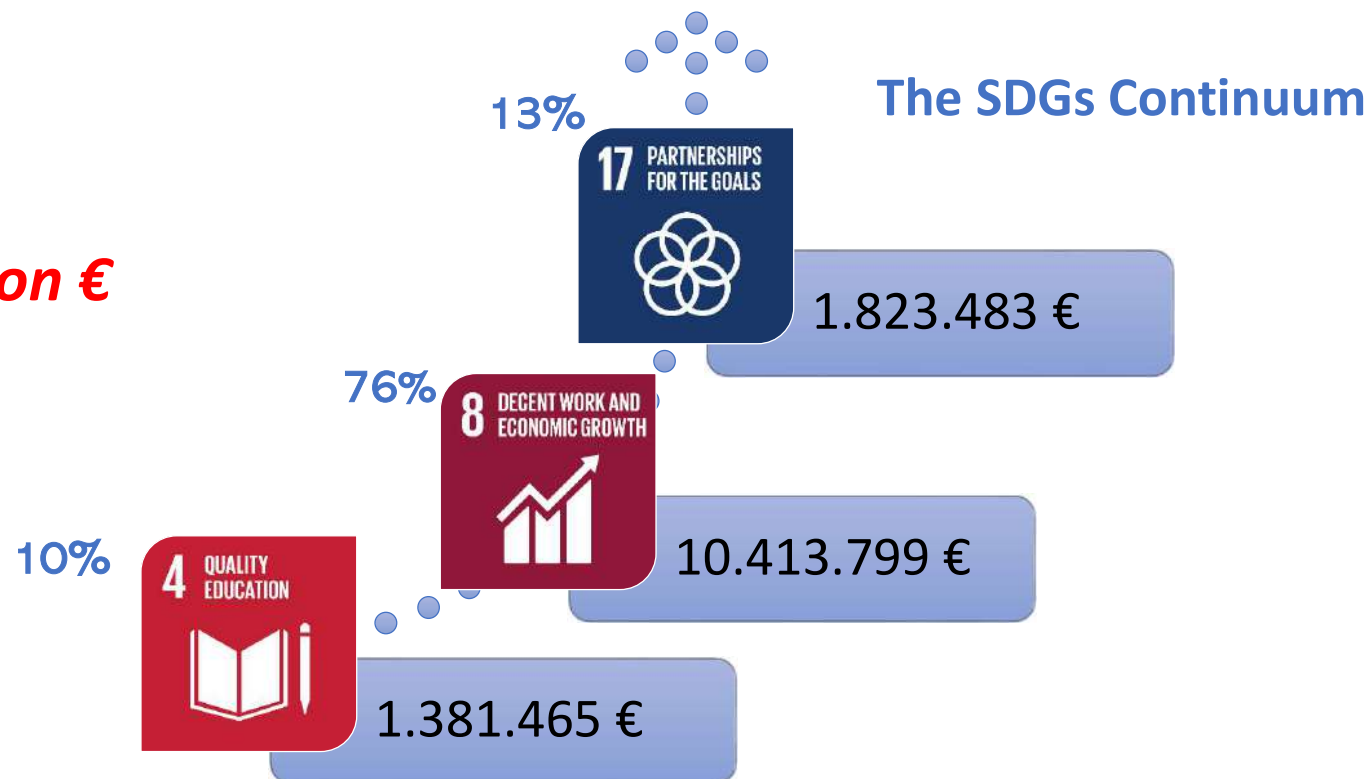 The SDGs Continuum
13%
17 PARTNERSHIPS
FOR THE GOALS
on €
1.823.483 €
76%
8 DECENT WORK AND
ECONOMIC GROWTH
10.413.799 €
10%
4 QUALITY
EDUCATION
1.381.465 €